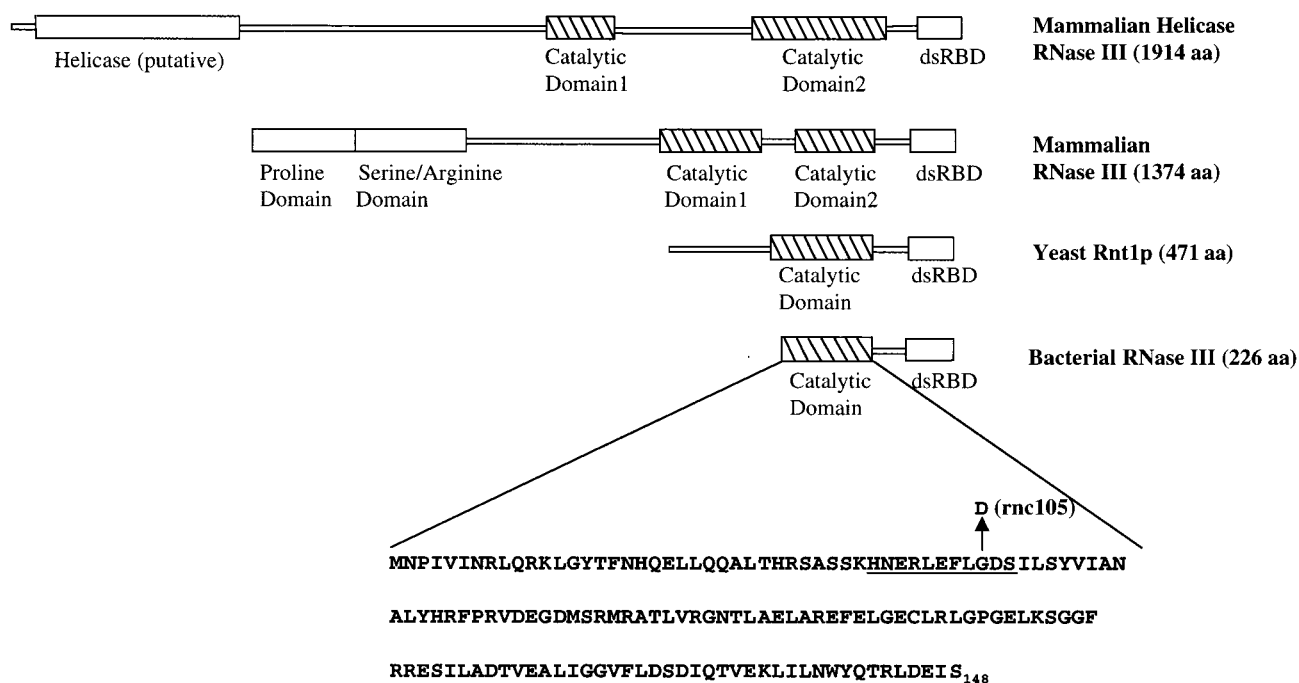 Helicase (putative)
Catalytic
Domain1
Catalytic
Domain2
dsRBD
Mammalian Helicase
RNase III (1914 aa)
Proline
Domain
Serine/Arginine
Domain
Catalytic
Domain1
Catalytic
Domain2
dsRBD
Mammalian
RNase III (1374 aa)
Catalytic
Domain
dsRBD
Yeast Rnt1p (471 aa)
Catalytic
Domain
dsRBD
Bacterial RNase III (226 aa)
D (rnc105)
MNPIVINRLQRKLGYTFNHQELLQQALTHRSASSKHNERLEFLGDSILSYVIAN
ALYHRFPRVDEGDMSRMRATLVRGNTLAELAREFELGECLRLGPGELKSGGF
RRESILADTVEALIGGVFLDSDIQTVEKLILNWYQTRLDEIS148